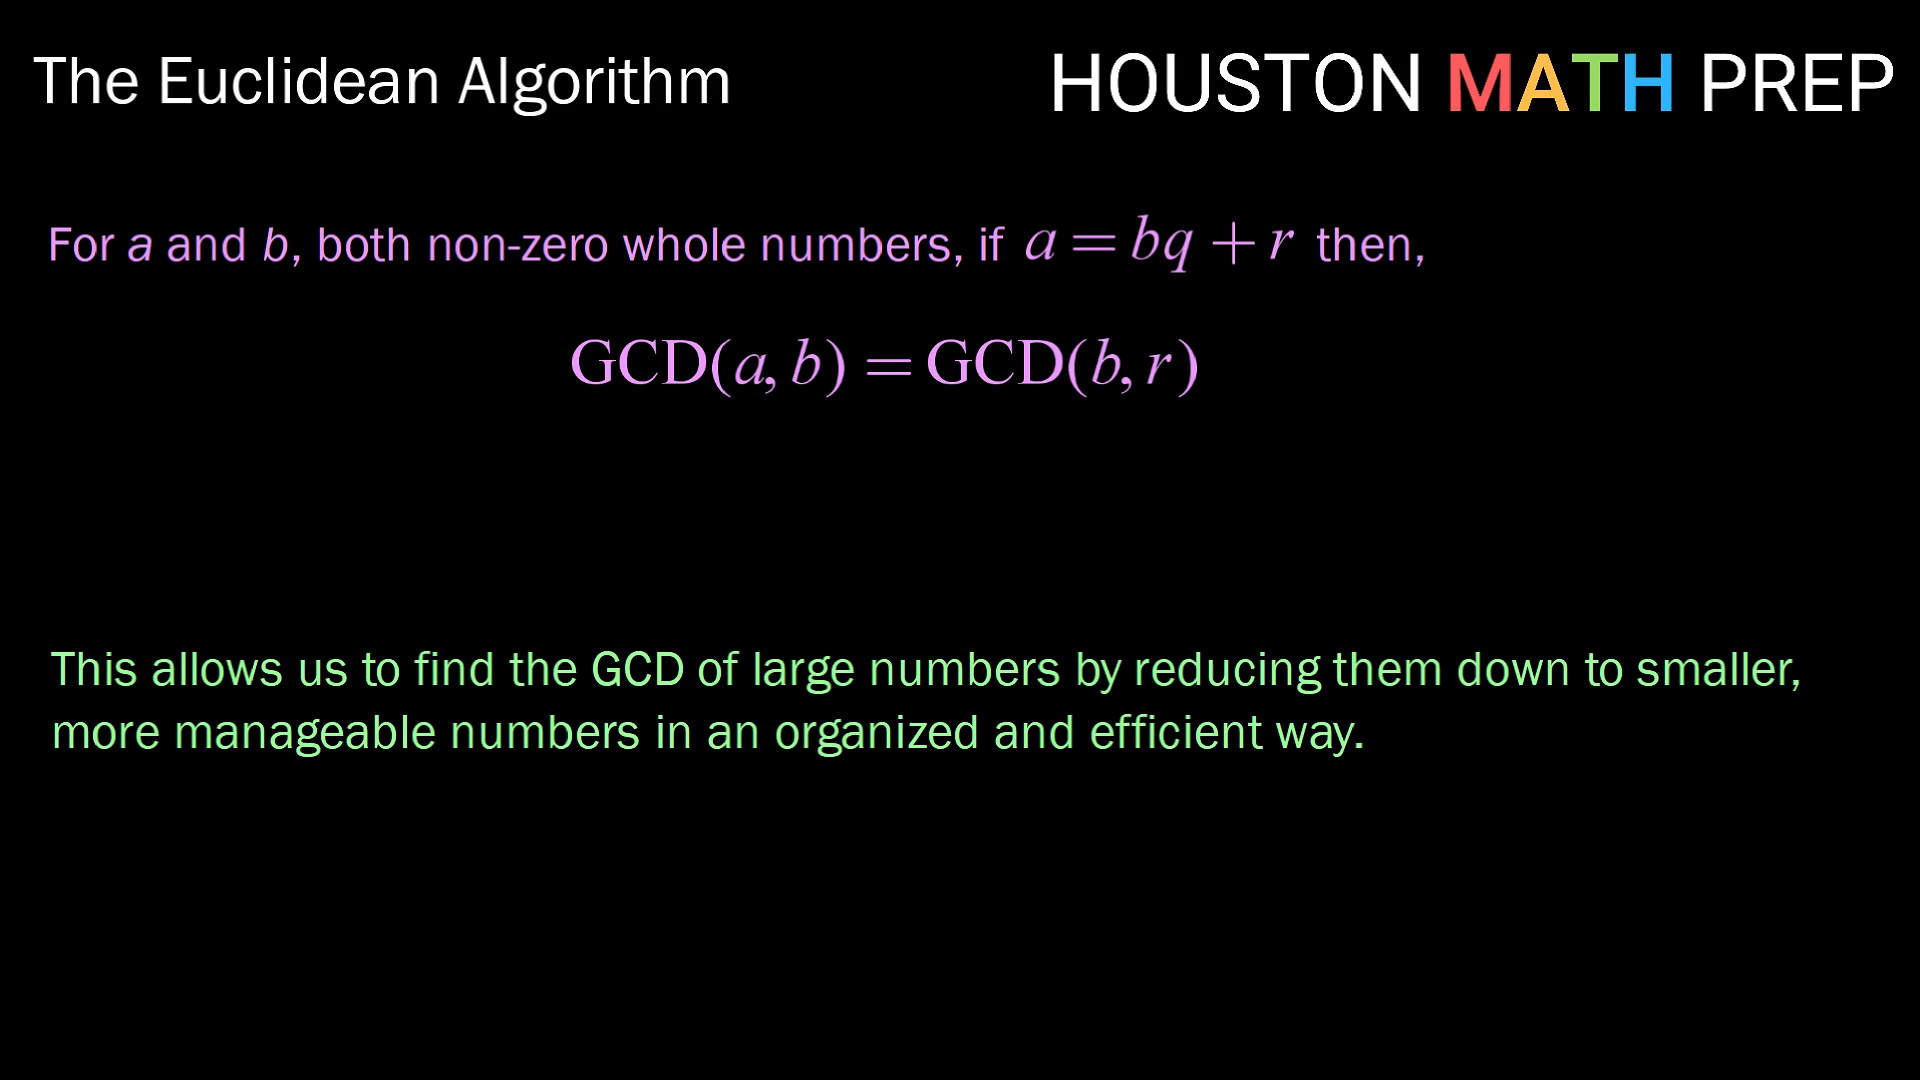 The Euclidean Algorithm
HOUSTON MATH PREP
For a and b, both non-zero whole numbers, if a = bq + r then,
GCD(a, b) = GCD(b, r)
This allows us to find the GCD of large numbers by reducing them down to smaller,
more manageable numbers in an organized and efficient way.